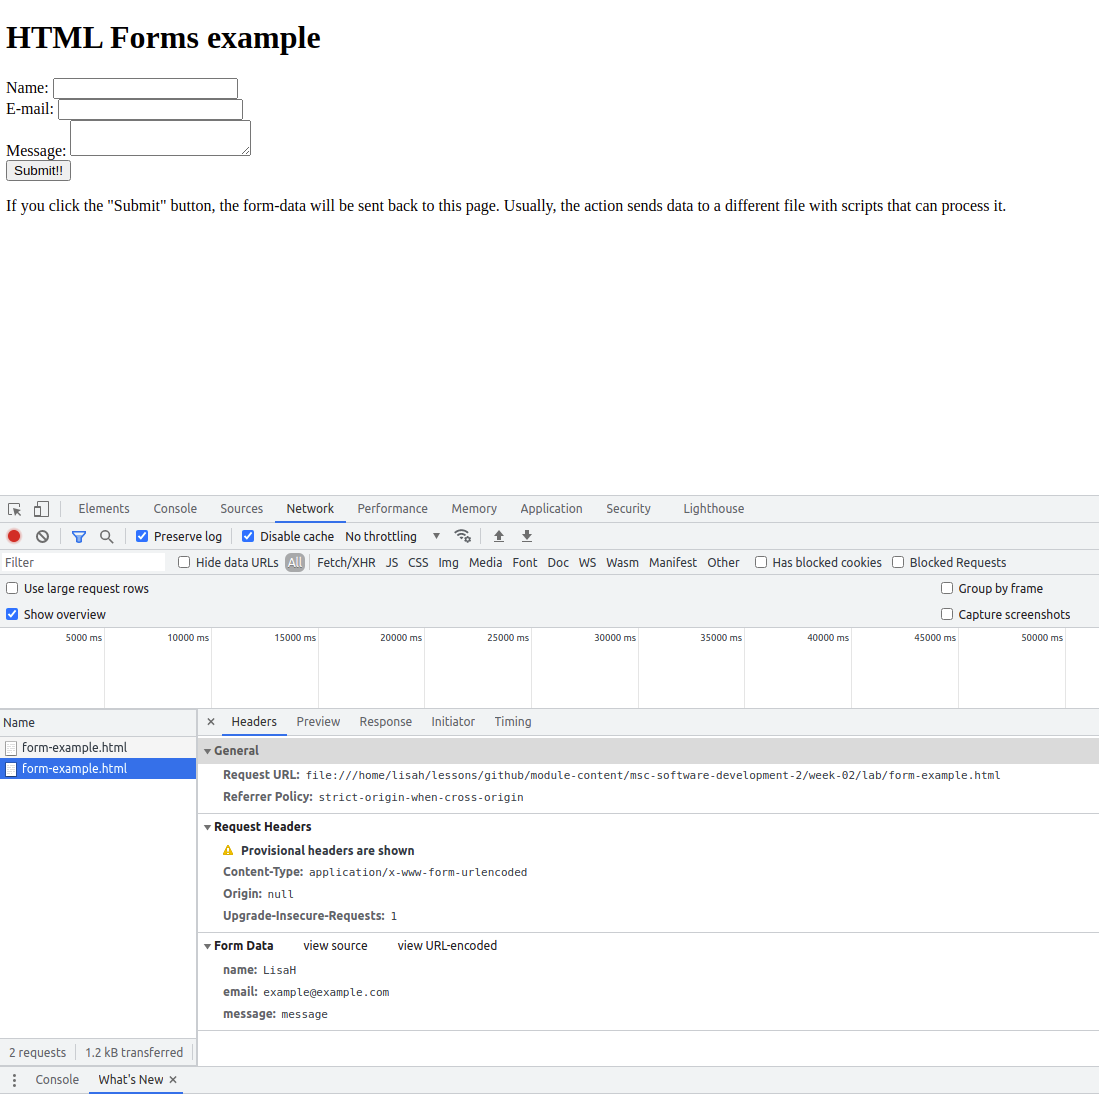 HTML Forms example
Name:
E-mail:
Message:
Submit!!
If you click the "Submit" button, the form-data will be sent back to this page. Usually, the action sends data to a different file with scripts that can process it.
Elements Console Sources Network Performance Memory Application Security Lighthouse
Preserve log Disable cache No throttling
Filter Hide data URLs All Fetch/XHR JS CSS Img Media Font Doc WS Wasm Manifest Other Has blocked cookies Blocked Requests
Use large request rows Group by frame
Show overview Capture screenshots
5000 ms 10000 ms 15000 ms 20000 ms 25000 ms 30000 ms 35000 ms 40000 ms 45000 ms 50000 ms
Name × Headers Preview Response Initiator Timing
form-example.html
form-example.html
General
Request URL: file:///home/lisah/lessons/github/module-content/msc-software-development-2/week-02/lab/form-example.html
Referrer Policy: strict-origin-when-cross-origin
Request Headers
Provisional headers are shown
Content-Type: application/x-www-form-urlencoded
Origin: null
Upgrade-Insecure-Requests: 1
Form Data view source view URL-encoded
name: LisaH
email: example@example.com
message: message
2 requests 1.2 kB transferred
Console What's New ×